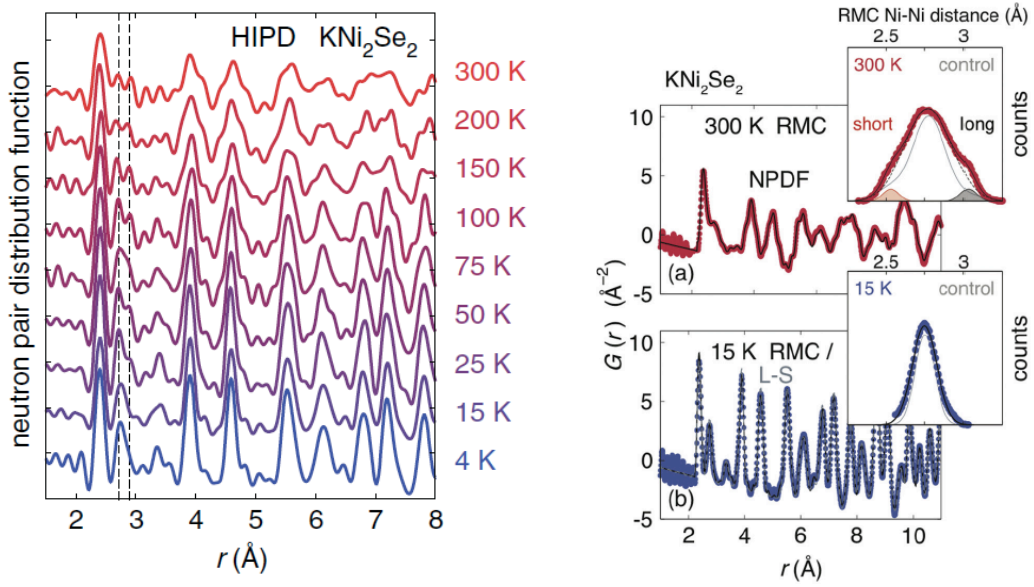 HIPD KNi₂Se₂
300 K
200 K
150 K
100 K
75 K
50 K
25 K
15 K
4 K
neutron pair distribution function
2 3 4 5 6 7 8
r (Å)
RMC Ni-Ni distance (Å)
2.5 3
300 K control
short long
counts
KNi₂Se₂
300 K RMC
NPDF
10
5
0
-5
(a)
2.5 3
15 K control
counts
G (r) (Å⁻²)
15 K RMC /
L-S
10
5
0
-5
(b)
2 4 6 8 10
r (Å)